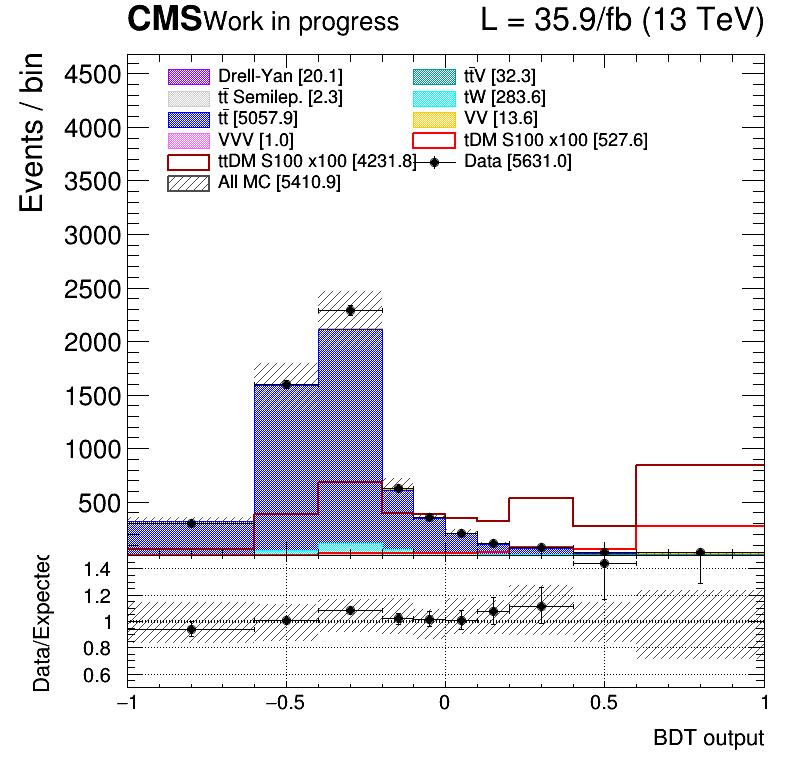 CMS Work in progress L = 35.9/fb (13 TeV)
Events / bin
4500
4000
3500
3000
2500
2000
1500
1000
500
Drell-Yan [20.1]
tt̄V [32.3]
tt̄ Semilep. [2.3]
tW [283.6]
tt̄ [5057.9]
VV [13.6]
VVV [1.0]
tDM S100 x100 [527.6]
ttDM S100 x100 [4231.8]
Data [5631.0]
All MC [5410.9]
Data/Expected
1.4
1.2
1
0.8
0.6
−1 −0.5 0 0.5 1
BDT output